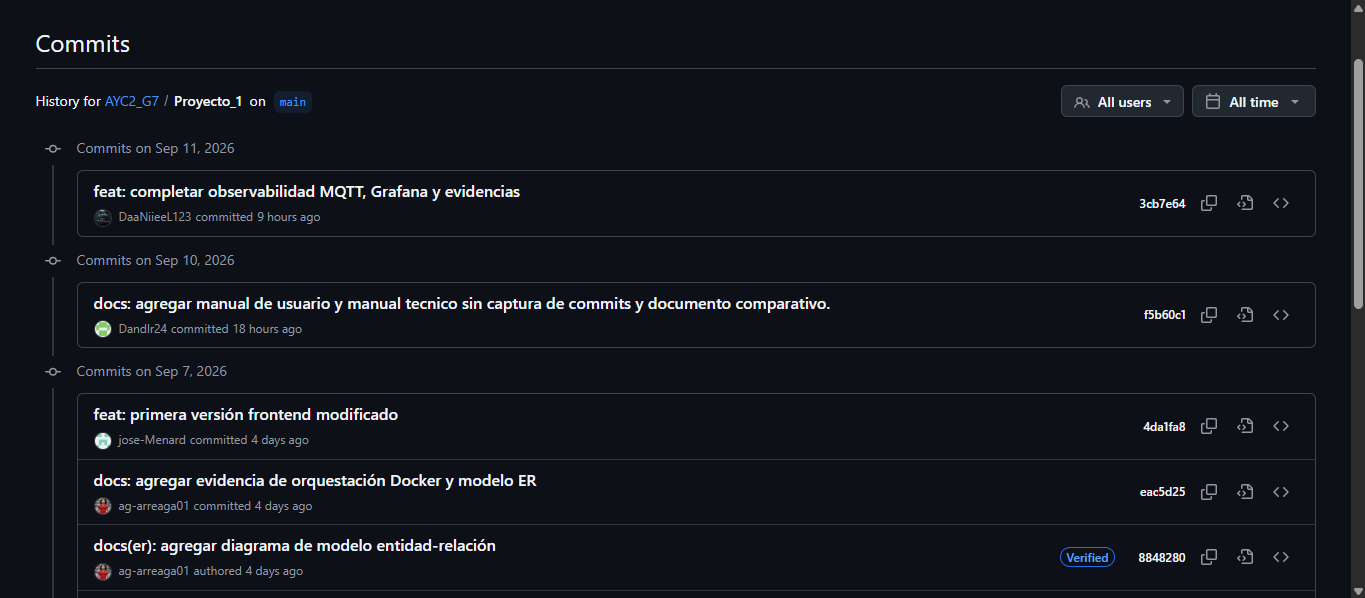 Commits
History for AYC2_G7 / Proyecto_1 on main
All users
All time
Commits on Sep 11, 2026
feat: completar observabilidad MQTT, Grafana y evidencias
DaaNiieeL123 committed 9 hours ago
3cb7e64
Commits on Sep 10, 2026
docs: agregar manual de usuario y manual tecnico sin captura de commits y documento comparativo.
Dandlr24 committed 18 hours ago
f5b60c1
Commits on Sep 7, 2026
feat: primera versión frontend modificado
jose-Menard committed 4 days ago
4da1fa8
docs: agregar evidencia de orquestación Docker y modelo ER
ag-arreaga01 committed 4 days ago
eac5d25
docs(er): agregar diagrama de modelo entidad-relación
ag-arreaga01 authored 4 days ago
Verified
8848280